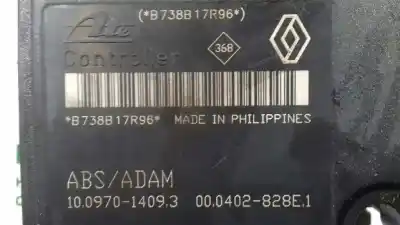 (*B738B17R96*)
Ate
368
Controller
*B738B17R96* MADE IN PHILIPPINES
ABS/ADAM
10.0970-1409.3 00.0402-828E.1